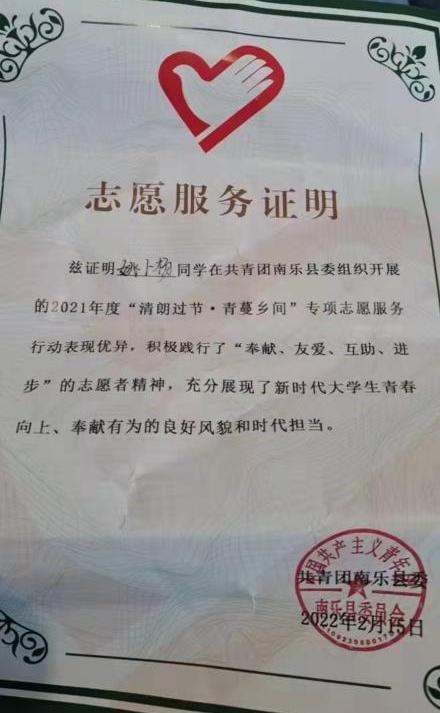 志愿服务证明
兹证明同学在共青团南乐县委组织开展
的2021年度“清朗过节·青蔓乡间”专项志愿服务
行动表现优异，积极践行了“奉献、友爱、互助、进
步”的志愿者精神，充分展现了新时代大学生青春
向上、奉献有为的良好风貌和时代担当。
共青团南乐县委
南乐县委员会
2022年2月15日